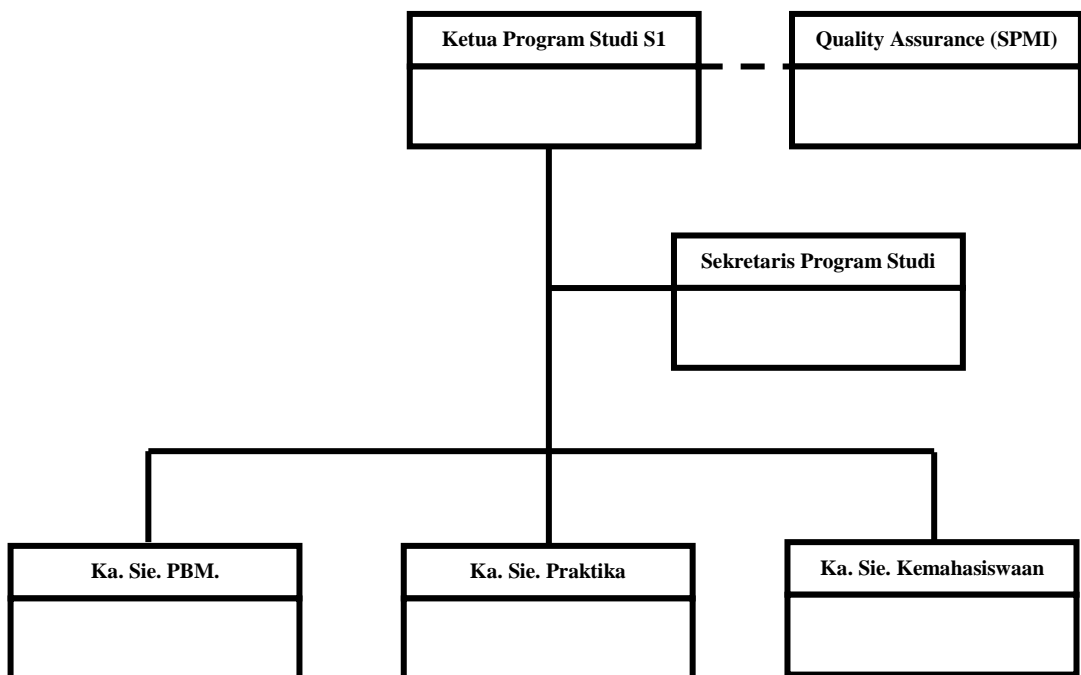 Ketua Program Studi S1
Quality Assurance (SPMI)
Sekretaris Program Studi
Ka. Sie. PBM.
Ka. Sie. Praktika
Ka. Sie. Kemahasiswaan